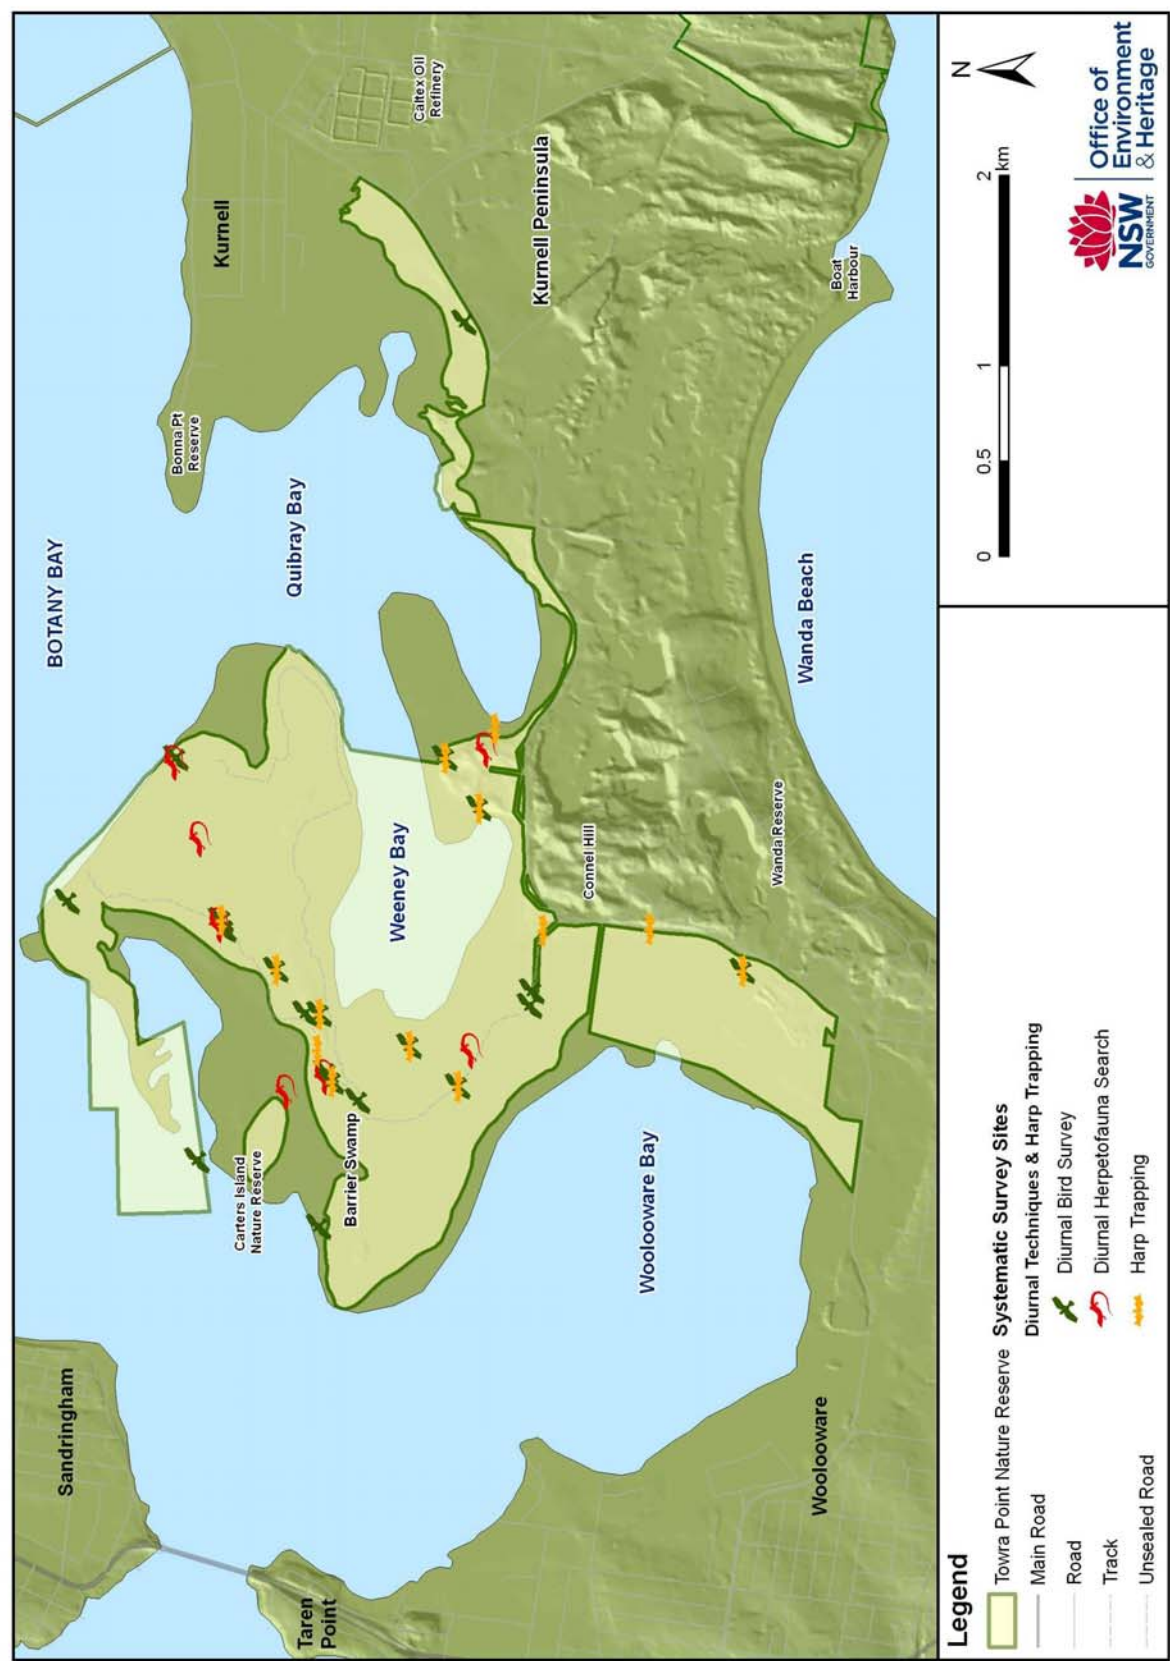 BOTANY BAY
Sandringham
Taren
Point
Carters Island
Nature Reserve
Barrier Swamp
Weeney Bay
Quibray Bay
Bonna Pt
Reserve
Kurnell
Caltex Oil
Refinery
Kurnell Peninsula
Woolooware Bay
Connel Hill
Wanda Reserve
Wanda Beach
Boat
Harbour
Woolooware
Legend
Towra Point Nature Reserve
Main Road
Road
Track
Unsealed Road
Systematic Survey Sites
Diurnal Techniques & Harp Trapping
Diurnal Bird Survey
Diurnal Herpetofauna Search
Harp Trapping
N
0 0.5 1 2
km
NSW
GOVERNMENT
Office of
Environment
& Heritage